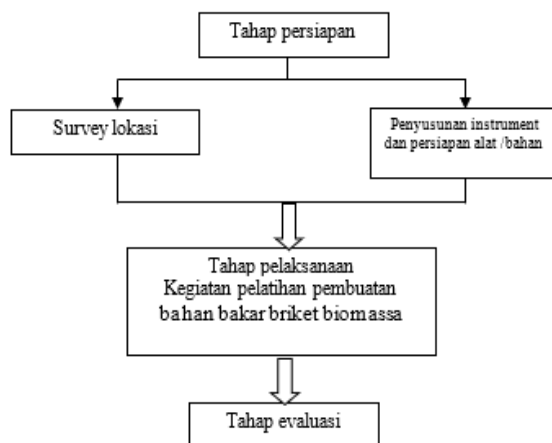 Tahap persiapan
Survey lokasi
Penyusunan instrument
dan persiapan alat /bahan
Tahap pelaksanaan
Kegiatan pelatihan pembuatan
bahan bakar briket biomassa
Tahap evaluasi